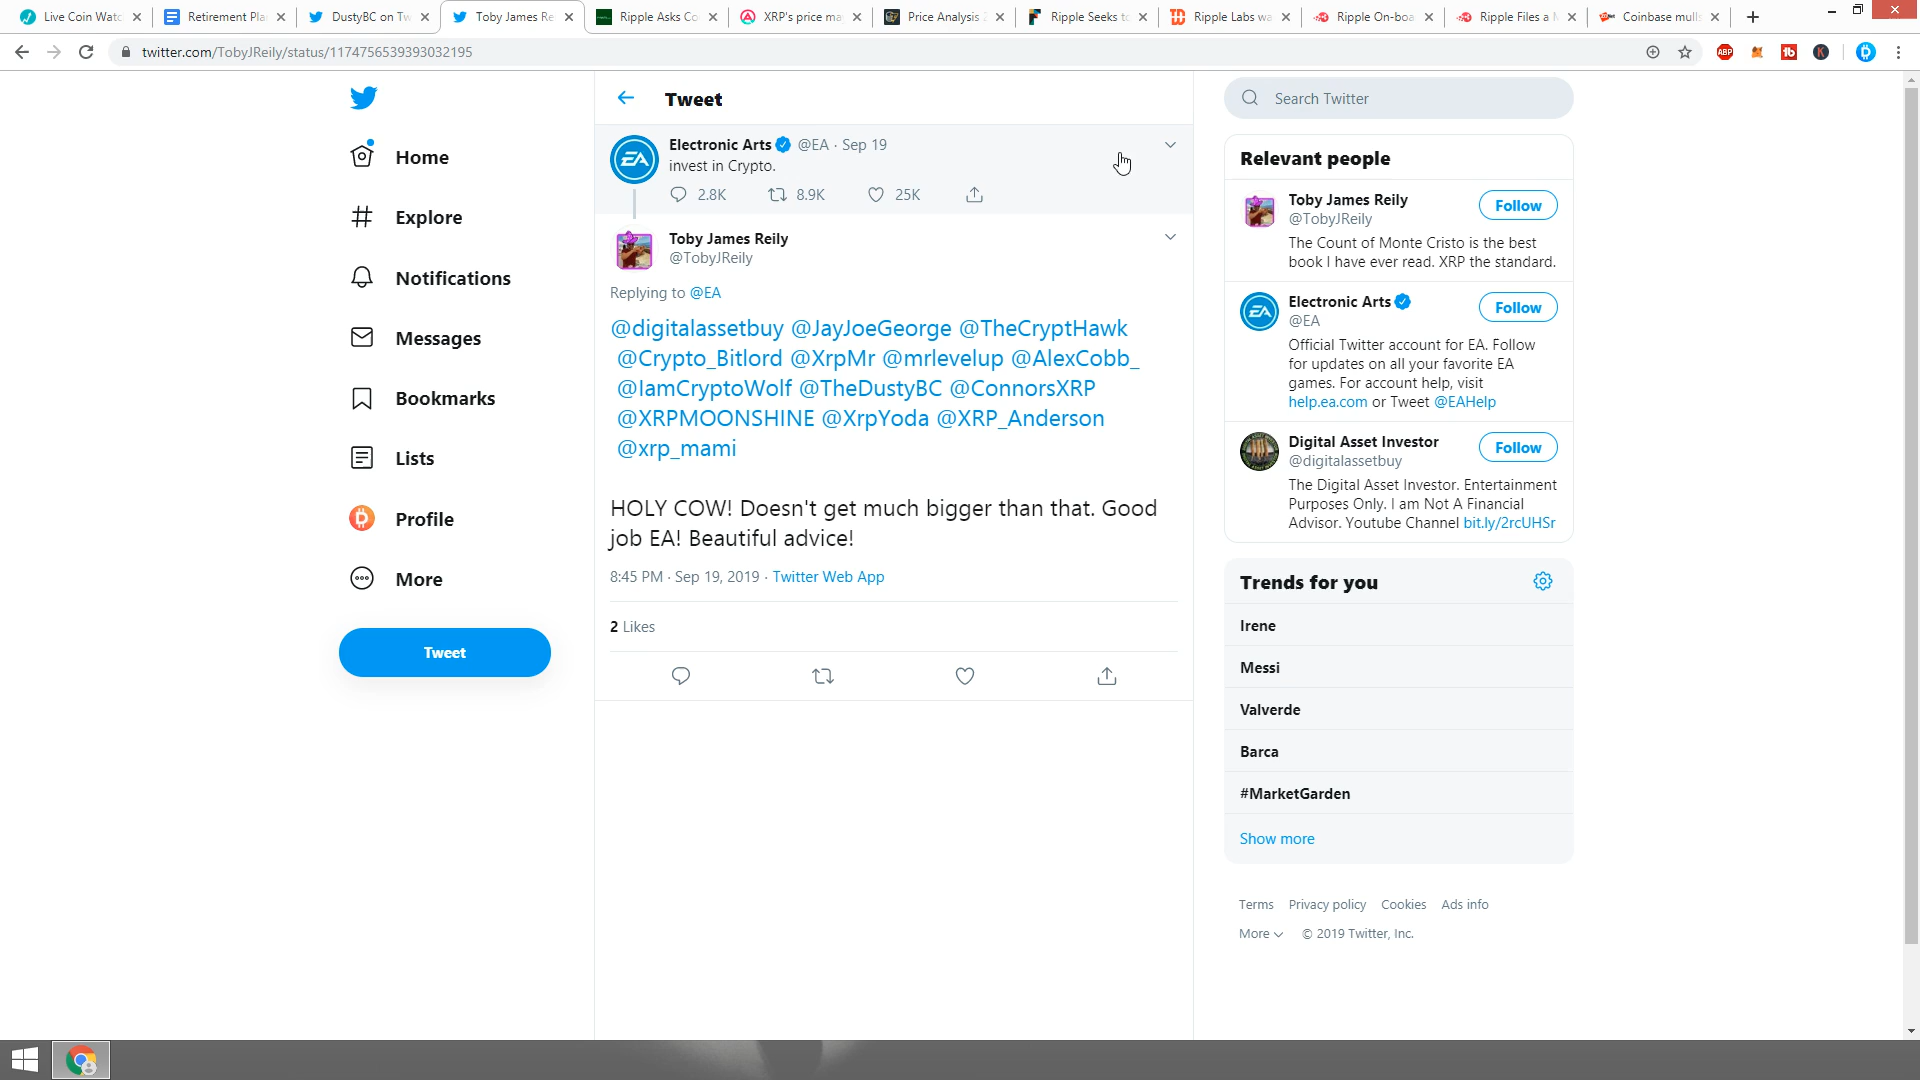 Live Coin Watc
Retirement Pla
DustyBC on Tw
Toby James Re
Ripple Asks Co
XRP's price ma
Price Analysis
Ripple Seeks to
Ripple Labs wa
Ripple On-boa
Ripple Files a M
Coinbase mulls
twitter.com/TobyJReily/status/1174756539393032195
ABP
Home
Explore
Notifications
Messages
Bookmarks
Lists
Profile
More
Tweet
Tweet
EA
Electronic Arts @EA · Sep 19
invest in Crypto.
2.8K 8.9K 25K
Toby James Reily
@TobyJReily
Replying to @EA
@digitalassetbuy @JayJoeGeorge @TheCryptHawk
@Crypto_Bitlord @XrpMr @mrlevelup @AlexCobb_
@IamCryptoWolf @TheDustyBC @ConnorsXRP
@XRPMOONSHINE @XrpYoda @XRP_Anderson
@xrp_mami
HOLY COW! Doesn't get much bigger than that. Good
job EA! Beautiful advice!
8:45 PM · Sep 19, 2019 · Twitter Web App
2 Likes
Search Twitter
Relevant people
Toby James Reily
@TobyJReily
Follow
The Count of Monte Cristo is the best
book I have ever read. XRP the standard.
EA
Electronic Arts
@EA
Follow
Official Twitter account for EA. Follow
for updates on all your favorite EA
games. For account help, visit
help.ea.com or Tweet @EAHelp
Digital Asset Investor
@digitalassetbuy
Follow
The Digital Asset Investor. Entertainment
Purposes Only. I am Not A Financial
Advisor. Youtube Channel bit.ly/2rcUHSr
Trends for you
Irene
Messi
Valverde
Barca
#MarketGarden
Show more
Terms Privacy policy Cookies Ads info
More © 2019 Twitter, Inc.